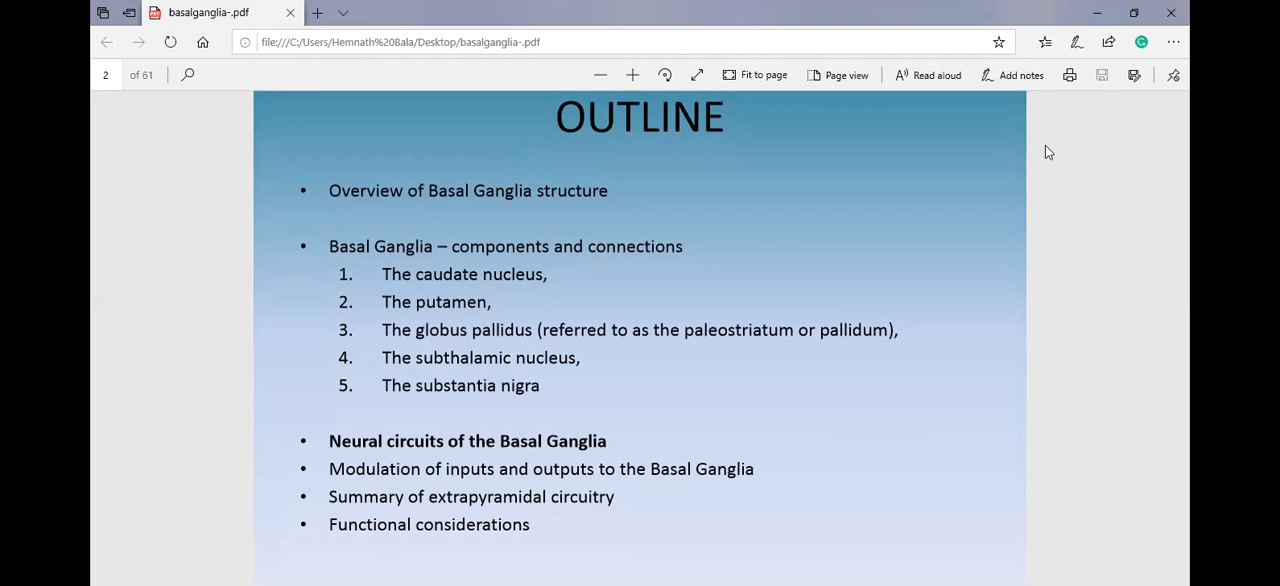 basalganglia-.pdf
file:///C:/Users/Hemnath%20Bala/Desktop/basalganglia-.pdf
2 of 61 Fit to page Page view Read aloud Add notes
OUTLINE
• Overview of Basal Ganglia structure
• Basal Ganglia – components and connections
1. The caudate nucleus,
2. The putamen,
3. The globus pallidus (referred to as the paleostriatum or pallidum),
4. The subthalamic nucleus,
5. The substantia nigra
• Neural circuits of the Basal Ganglia
• Modulation of inputs and outputs to the Basal Ganglia
• Summary of extrapyramidal circuitry
• Functional considerations